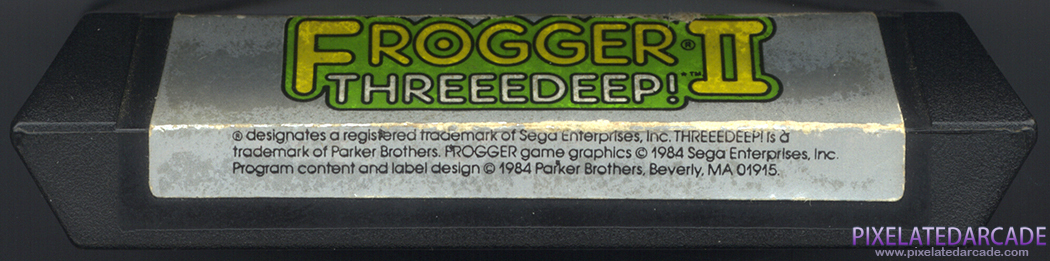 FROGGER® II
THREEEDEEP!™
® designates a registered trademark of Sega Enterprises, Inc. THREEEDEEP! is a
trademark of Parker Brothers. FROGGER game graphics © 1984 Sega Enterprises, Inc.
Program content and label design © 1984 Parker Brothers, Beverly, MA 01915.
PIXELATEDARCADE
www.pixelatedarcade.com